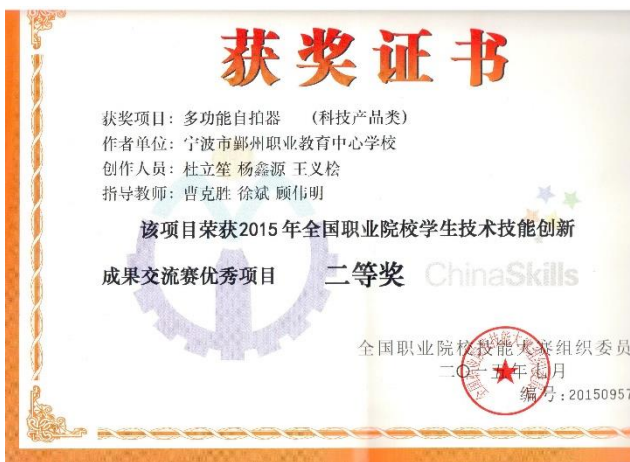 获奖证书
获奖项目：多功能自拍器 （科技产品类）
作者单位：宁波市鄞州职业教育中心学校
创作人员：杜立笙 杨鑫源 王义桧
指导教师：曹克胜 徐斌 顾伟明
该项目荣获2015年全国职业院校学生技术技能创新
成果交流赛优秀项目 二等奖
ChinaSkills
全国职业院校技能大赛组织委员
二〇一五年七月
编号：20150957